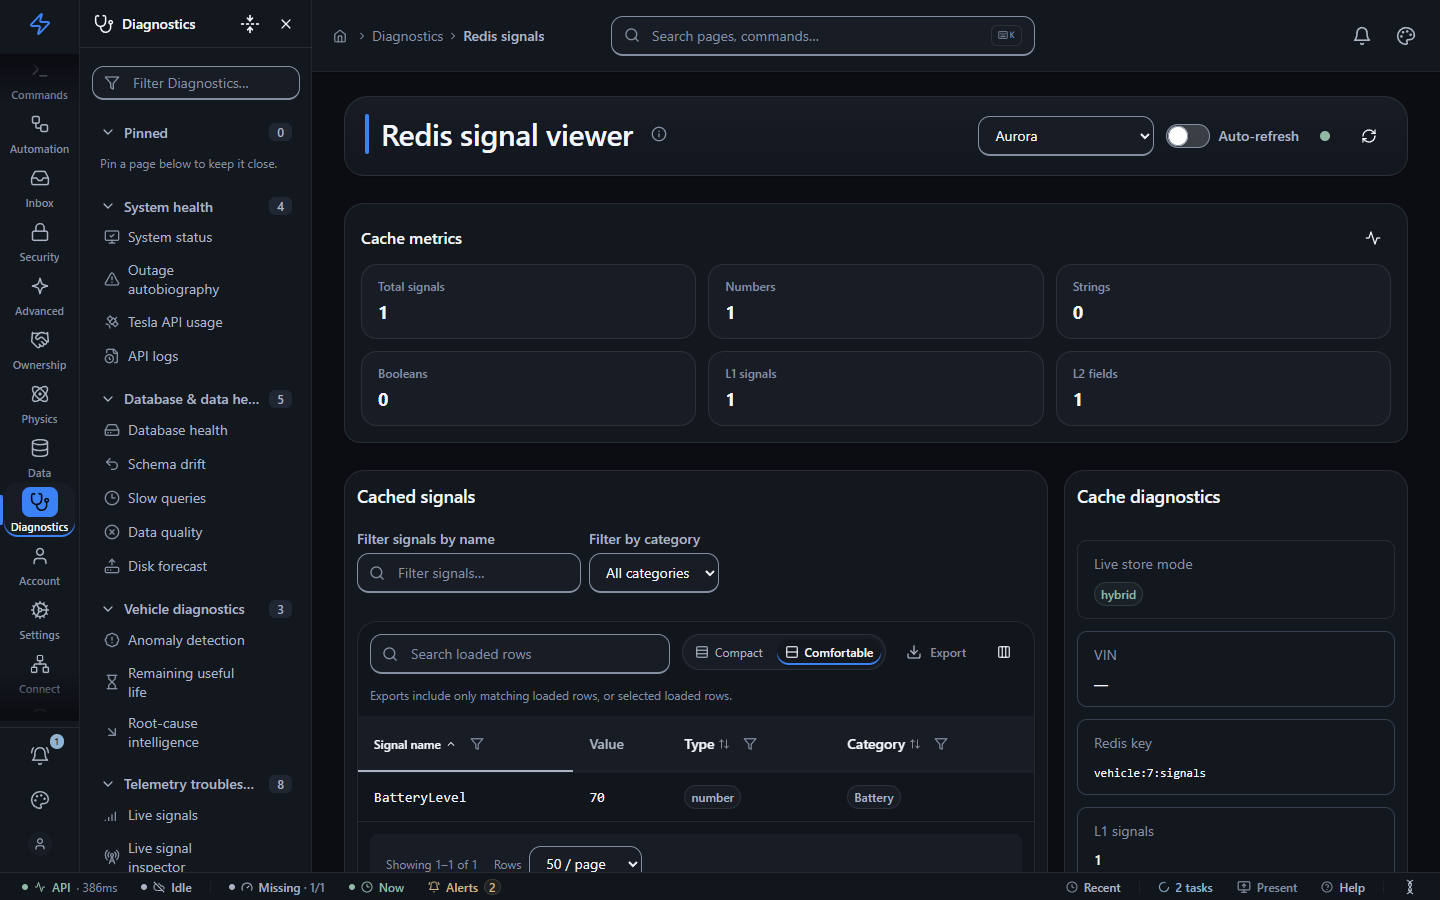 Commands
Automation
Inbox
Security
Advanced
Ownership
Physics
Data
Diagnostics
Account
Settings
Connect
1
Diagnostics
Filter Diagnostics...
Pinned 0
Pin a page below to keep it close.
System health 4
System status
Outage
autobiography
Tesla API usage
API logs
Database & data he... 5
Database health
Schema drift
Slow queries
Data quality
Disk forecast
Vehicle diagnostics 3
Anomaly detection
Remaining useful
life
Root-cause
intelligence
Telemetry troubles... 8
Live signals
Live signal
inspector
Diagnostics
Redis signals
Search pages, commands...
K
Redis signal viewer
Aurora
Auto-refresh
Cache metrics
Total signals
1
Numbers
1
Strings
0
Booleans
0
L1 signals
1
L2 fields
1
Cached signals
Filter signals by name
Filter signals...
Filter by category
All categories
Search loaded rows
Compact
Comfortable
Export
Exports include only matching loaded rows, or selected loaded rows.
Signal name Value Type Category
BatteryLevel 70 number Battery
Showing 1–1 of 1 Rows 50 / page
Cache diagnostics
Live store mode
hybrid
VIN
—
Redis key
vehicle:7:signals
L1 signals
1
API · 386ms Idle Missing · 1/1 Now Alerts 2 Recent 2 tasks Present Help